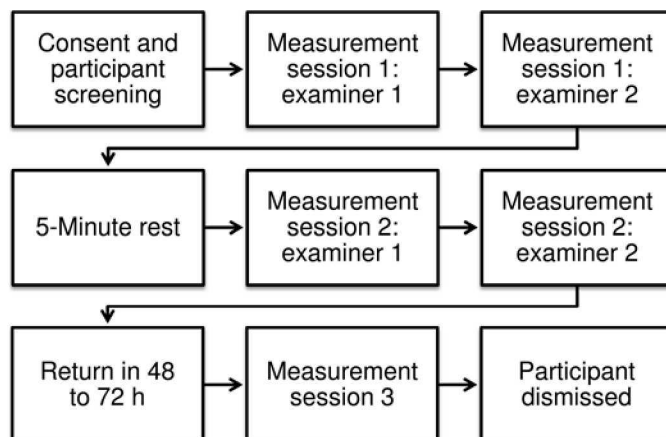 Consent and
participant
screening
Measurement
session 1:
examiner 1
Measurement
session 1:
examiner 2
5-Minute rest
Measurement
session 2:
examiner 1
Measurement
session 2:
examiner 2
Return in 48
to 72 h
Measurement
session 3
Participant
dismissed